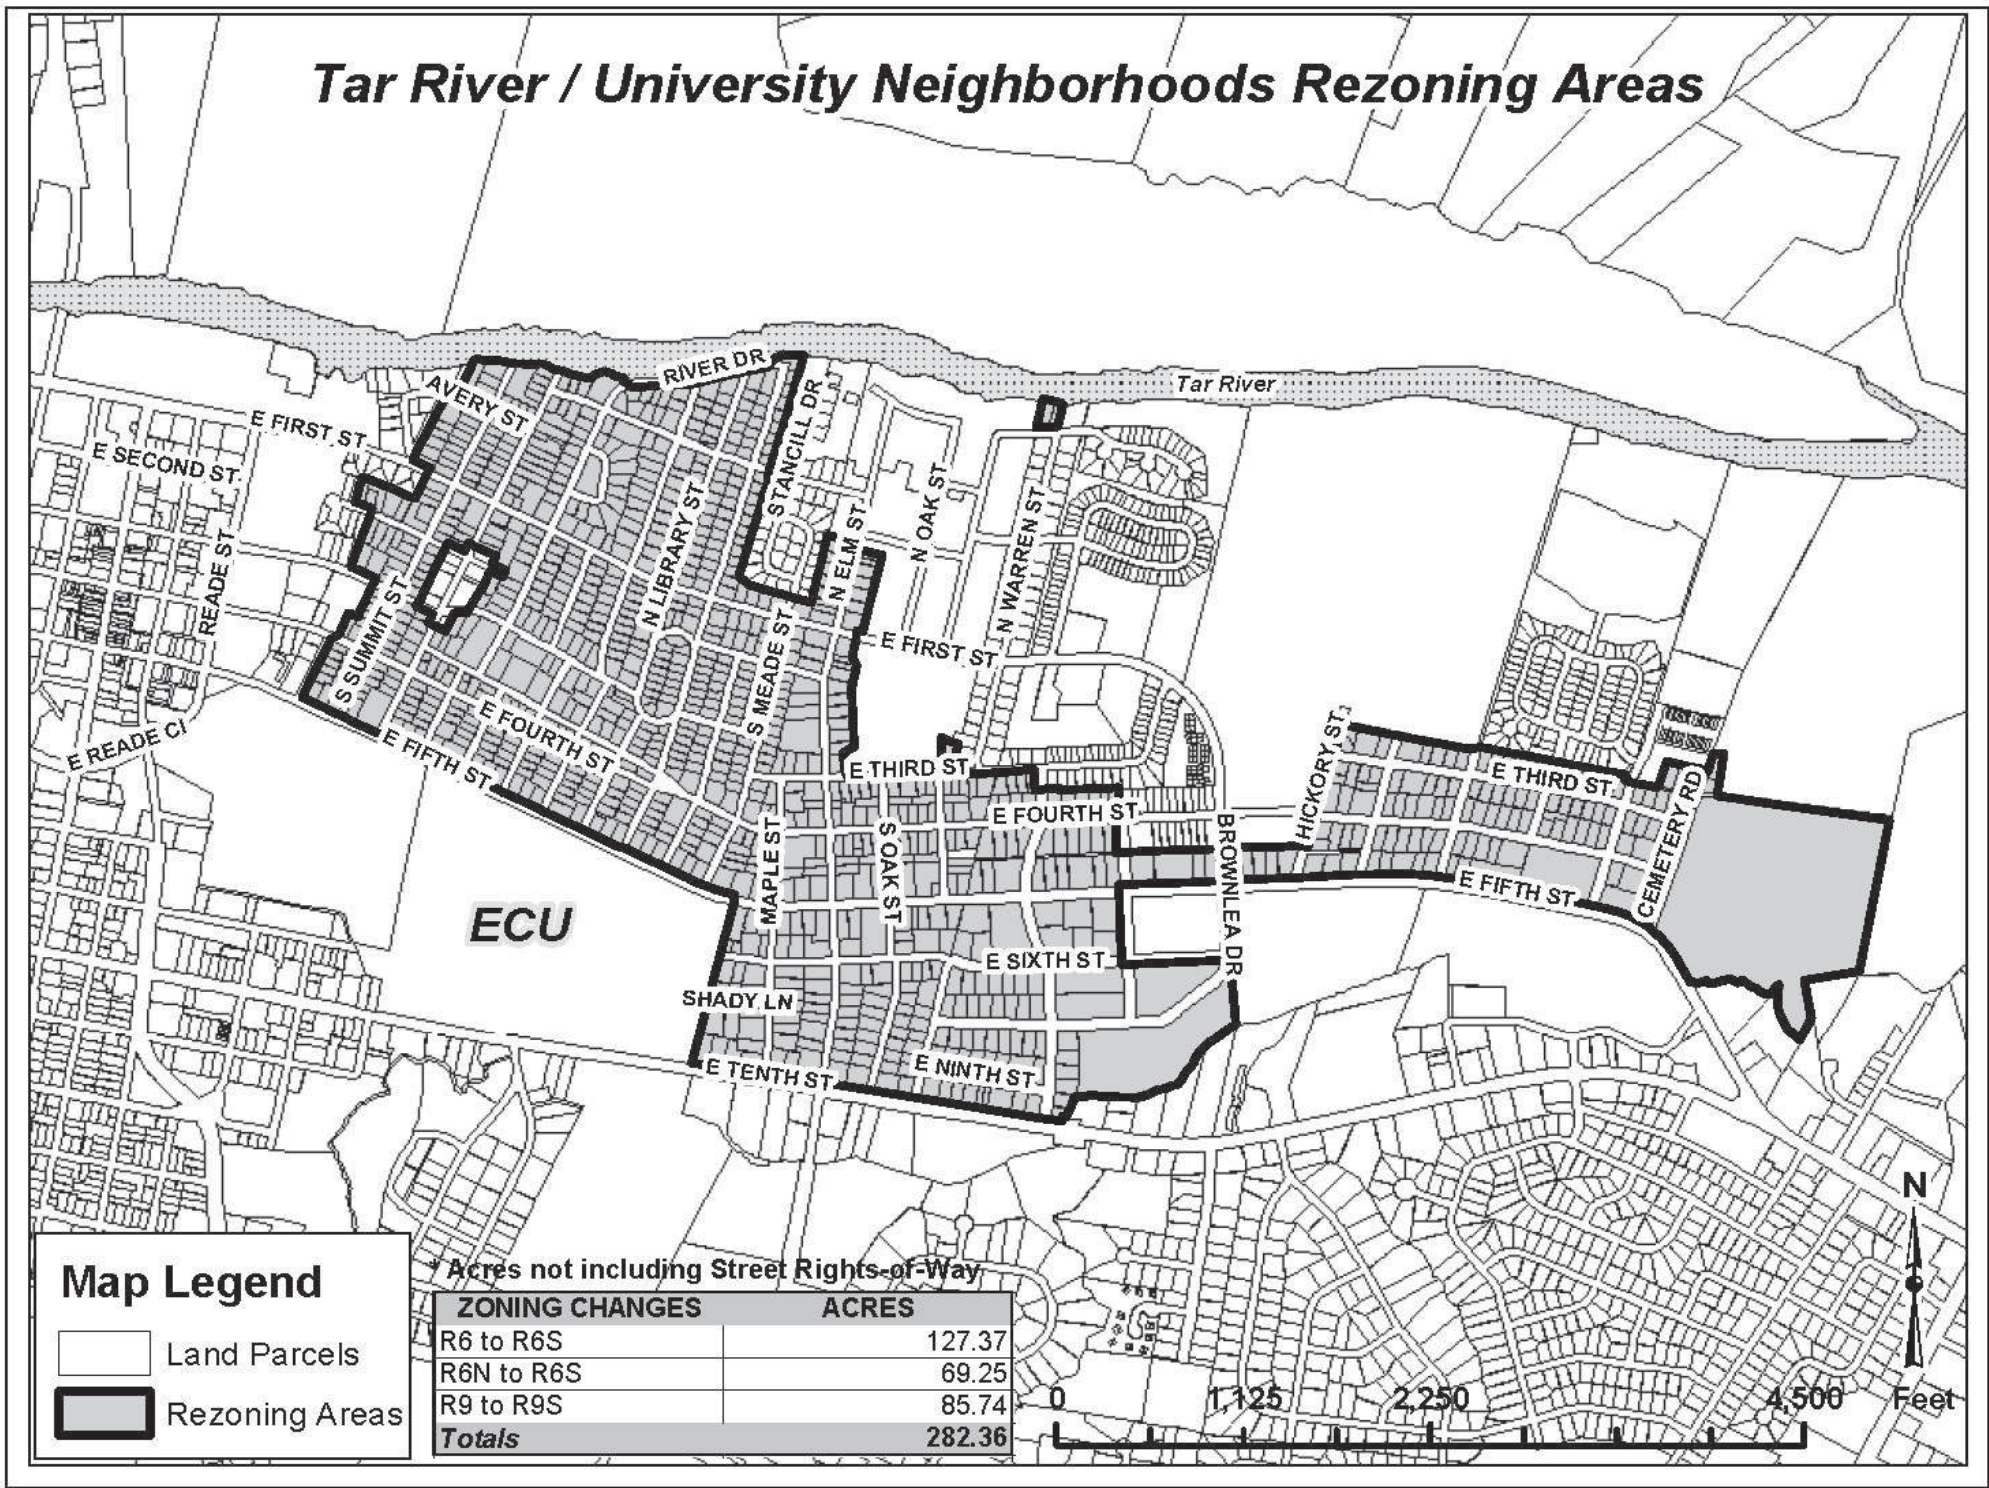 Tar River / University Neighborhoods Rezoning Areas
RIVER DR
Tar River
AVERY ST
STANCILL DR
E FIRST ST
E SECOND ST
N OAK ST
N LIBRARY ST
N ELM ST
N WARREN ST
READE ST
S SUMMIT ST
S MEADE ST
E FIRST ST
E READE CI
E FOURTH ST
E FIFTH ST
HICKORY ST
E THIRD ST
E THIRD ST
CEMETERY RD
E FOURTH ST
MAPLE ST
S OAK ST
BROWNLEA DR
E FIFTH ST
ECU
E SIXTH ST
SHADY LN
E TENTH ST
E NINTH ST
N
Map Legend
Land Parcels
Rezoning Areas
* Acres not including Street Rights-of-Way
ZONING CHANGES ACRES
R6 to R6S 127.37
R6N to R6S 69.25
R9 to R9S 85.74
Totals 282.36
0 1,125 2,250 4,500 Feet